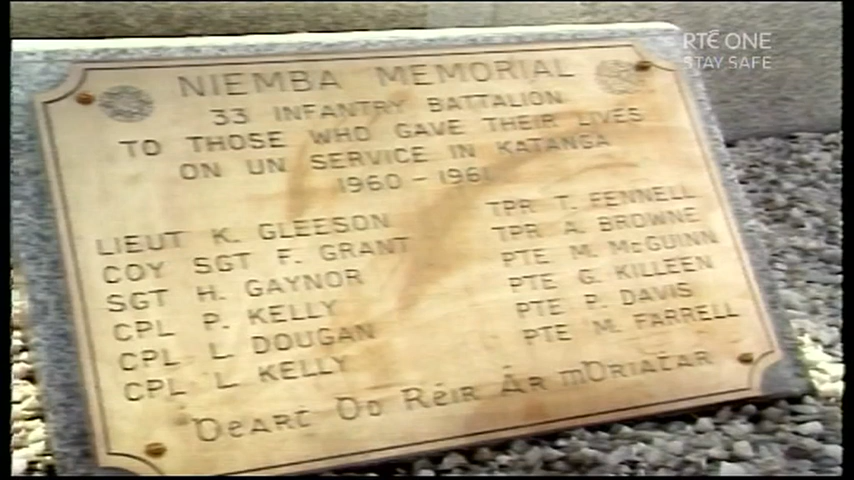 RTÉ ONE
STAY SAFE
NIEMBA MEMORIAL
33 INFANTRY BATTALION
TO THOSE WHO GAVE THEIR LIVES
ON UN SERVICE IN KATANGA
1960 - 1961
LIEUT K. GLEESON
COY SGT F. GRANT
SGT H. GAYNOR
CPL P. KELLY
CPL L. DOUGAN
CPL L. KELLY
TPR T. FENNELL
TPR A. BROWNE
PTE M. McGUINN
PTE G. KILLEEN
PTE P. DAVIS
PTE M. FARRELL
Do Réir Ár